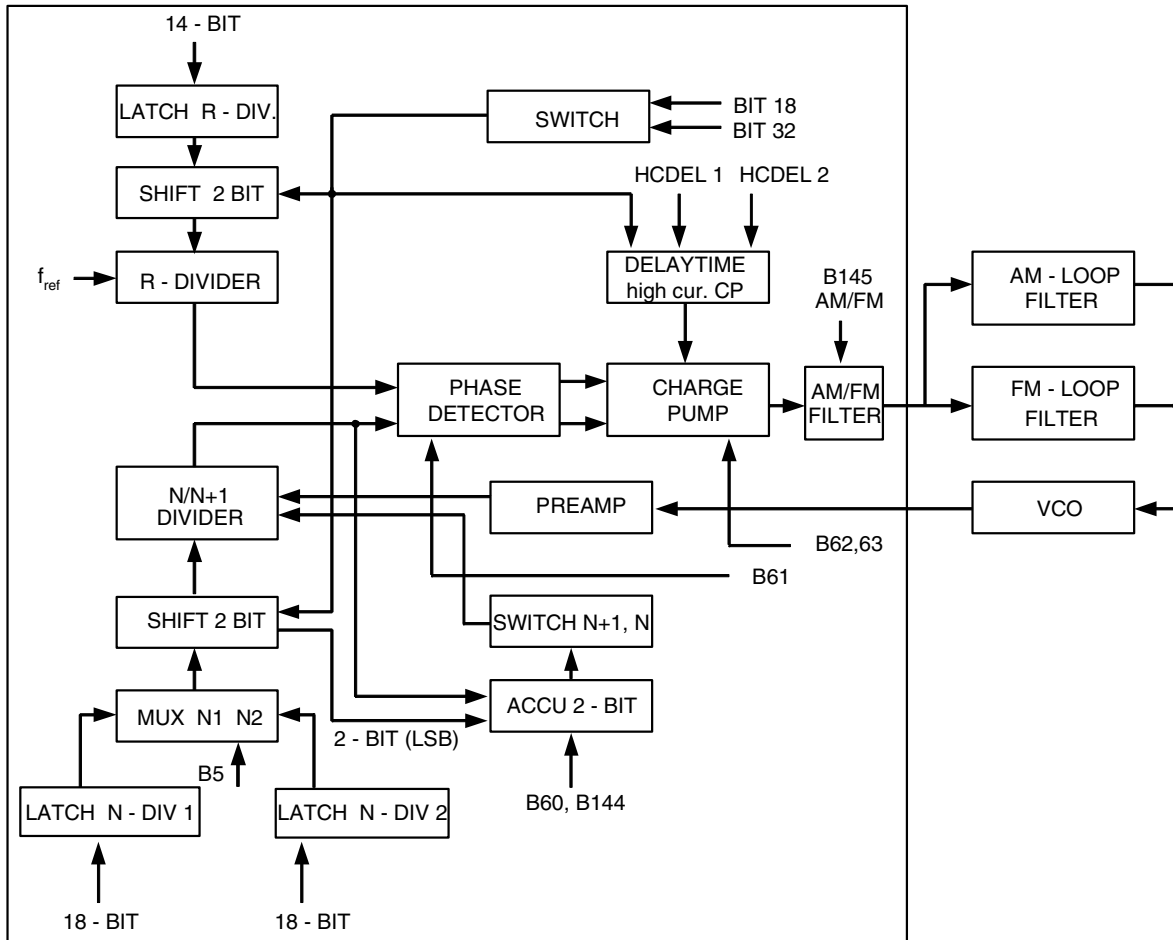 14 - BIT
LATCH R - DIV.
SWITCH
BIT 18
BIT 32
SHIFT 2 BIT
HCDEL 1
HCDEL 2
fref
R - DIVIDER
DELAYTIME
high cur. CP
B145
AM/FM
AM - LOOP
FILTER
PHASE
DETECTOR
CHARGE
PUMP
AM/FM
FILTER
FM - LOOP
FILTER
N/N+1
DIVIDER
PREAMP
VCO
B62,63
B61
SHIFT 2 BIT
SWITCH N+1, N
MUX N1 N2
ACCU 2 - BIT
2 - BIT (LSB)
B5
B60, B144
LATCH N - DIV 1
LATCH N - DIV 2
18 - BIT
18 - BIT